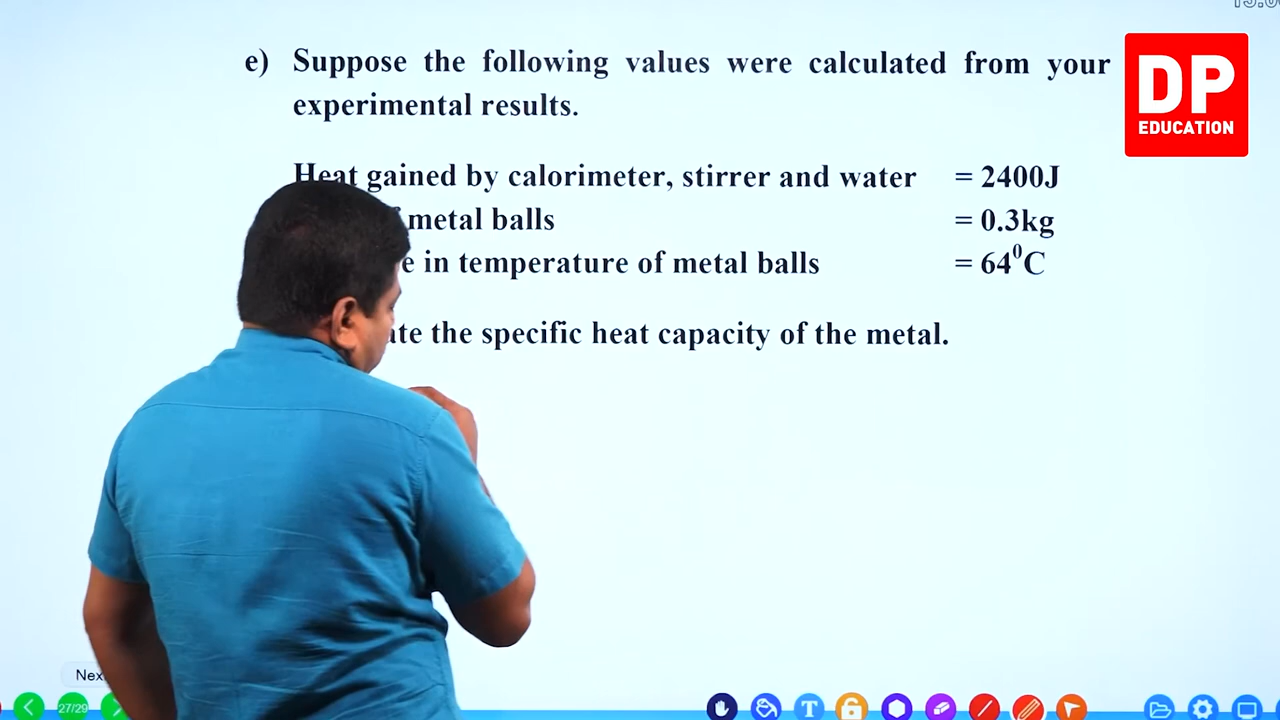 e) Suppose the following values were calculated from your
experimental results.
DP
EDUCATION
Heat gained by calorimeter, stirrer and water = 2400J
metal balls = 0.3kg
in temperature of metal balls = 64⁰C
the specific heat capacity of the metal.
27/29
T